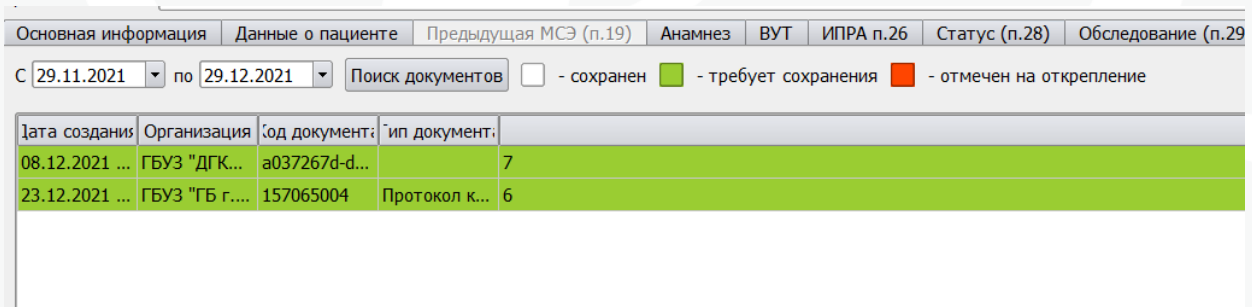 Основная информация Данные о пациенте Предыдущая МСЭ (п.19) Анамнез ВУТ ИПРА п.26 Статус (п.28) Обследование (п.29
С 29.11.2021 по 29.12.2021 Поиск документов - сохранен - требует сохранения - отмечен на открепление
Дата создания Организация Код документа Тип документа
08.12.2021 ... ГБУЗ "ДГК... a037267d-d... 7
23.12.2021 ... ГБУЗ "ГБ г.... 157065004 Протокол к... 6